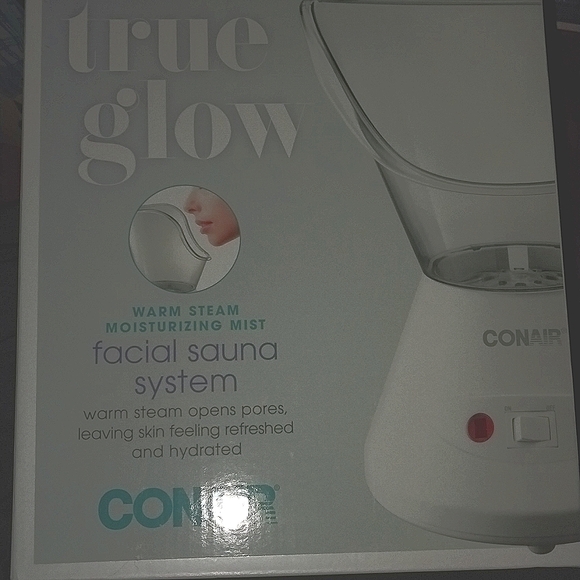 true
glow
WARM STEAM
MOISTURIZING MIST
facial sauna
system
warm steam opens pores,
leaving skin feeling refreshed
and hydrated
CONAIR®
CONAIR®